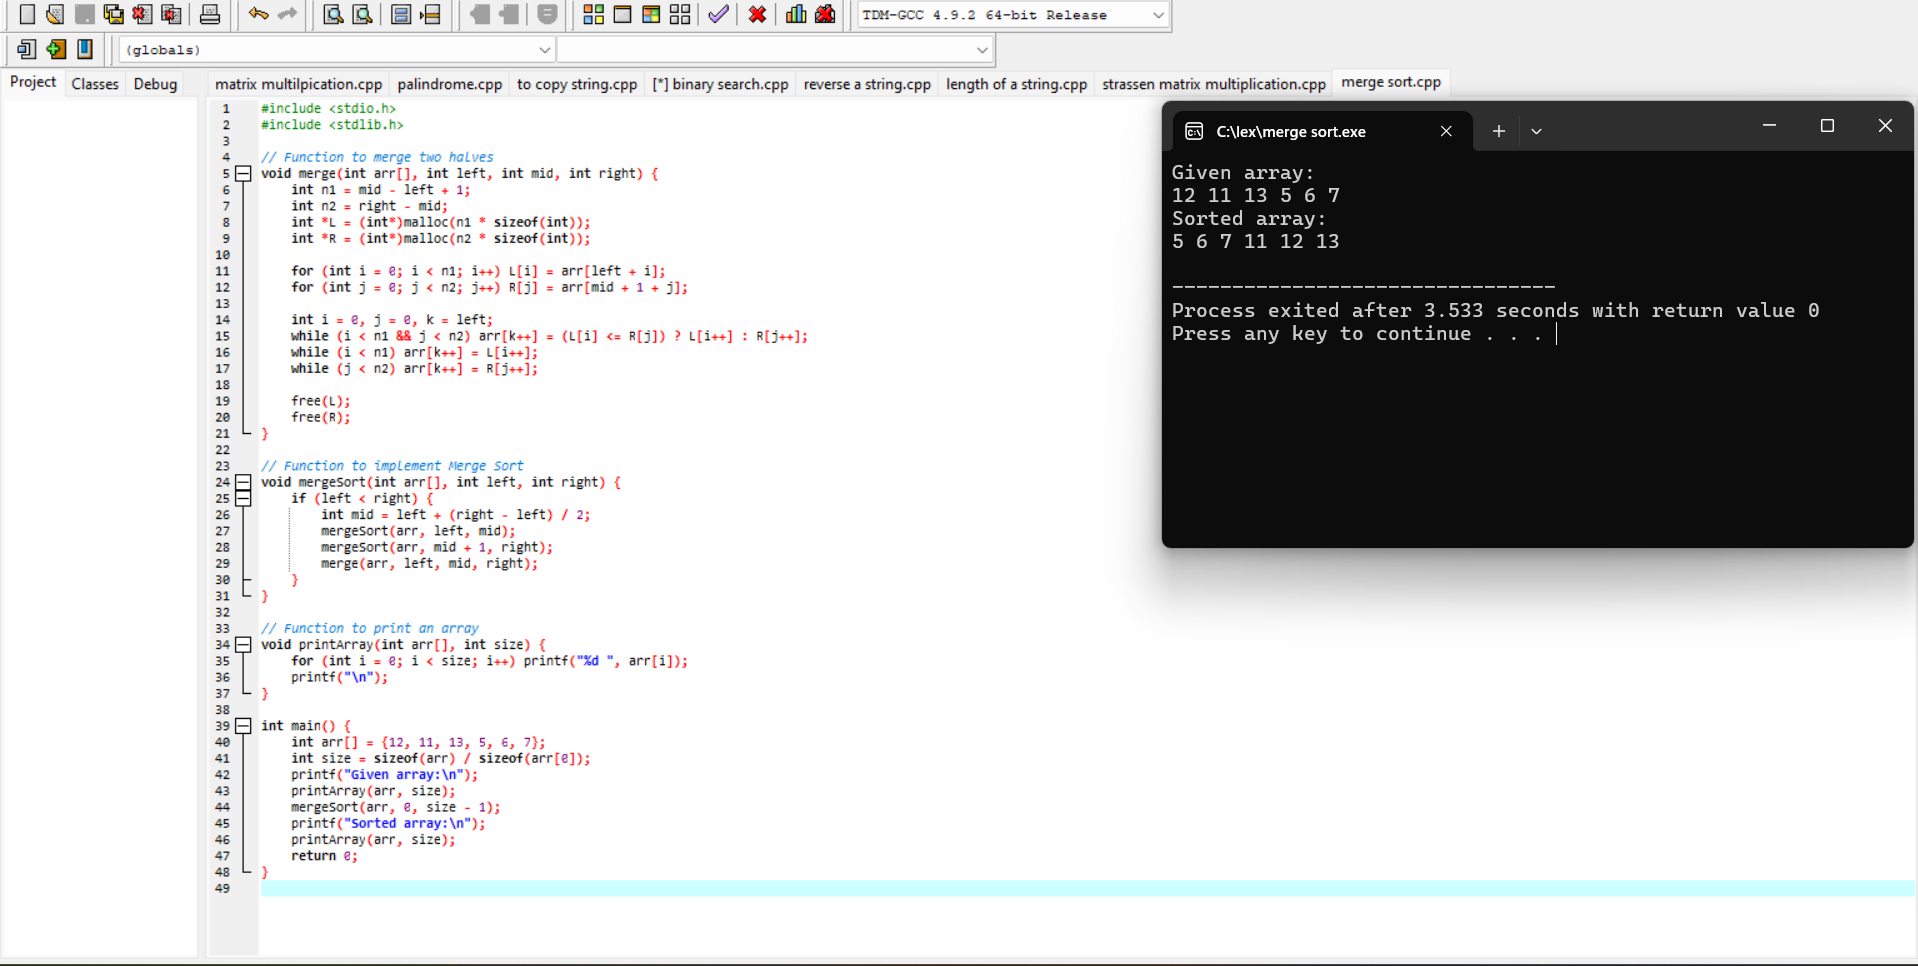 TDM-GCC 4.9.2 64-bit Release
(globals)
Project Classes Debug
matrix multilpication.cpp palindrome.cpp to copy string.cpp [*] binary search.cpp reverse a string.cpp length of a string.cpp strassen matrix multiplication.cpp merge sort.cpp
1 #include <stdio.h>
2 #include <stdlib.h>
3
4 // Function to merge two halves
5 void merge(int arr[], int left, int mid, int right) {
6     int n1 = mid - left + 1;
7     int n2 = right - mid;
8     int *L = (int*)malloc(n1 * sizeof(int));
9     int *R = (int*)malloc(n2 * sizeof(int));
10
11     for (int i = 0; i < n1; i++) L[i] = arr[left + i];
12     for (int j = 0; j < n2; j++) R[j] = arr[mid + 1 + j];
13
14     int i = 0, j = 0, k = left;
15     while (i < n1 && j < n2) arr[k++] = (L[i] <= R[j]) ? L[i++] : R[j++];
16     while (i < n1) arr[k++] = L[i++];
17     while (j < n2) arr[k++] = R[j++];
18
19     free(L);
20     free(R);
21 }
22
23 // Function to implement Merge Sort
24 void mergeSort(int arr[], int left, int right) {
25     if (left < right) {
26         int mid = left + (right - left) / 2;
27         mergeSort(arr, left, mid);
28         mergeSort(arr, mid + 1, right);
29         merge(arr, left, mid, right);
30     }
31 }
32
33 // Function to print an array
34 void printArray(int arr[], int size) {
35     for (int i = 0; i < size; i++) printf("%d ", arr[i]);
36     printf("\n");
37 }
38
39 int main() {
40     int arr[] = {12, 11, 13, 5, 6, 7};
41     int size = sizeof(arr) / sizeof(arr[0]);
42     printf("Given array:\n");
43     printArray(arr, size);
44     mergeSort(arr, 0, size - 1);
45     printf("Sorted array:\n");
46     printArray(arr, size);
47     return 0;
48 }
49
C:\lex\merge sort.exe
Given array:
12 11 13 5 6 7
Sorted array:
5 6 7 11 12 13
--------------------------------
Process exited after 3.533 seconds with return value 0
Press any key to continue . . .